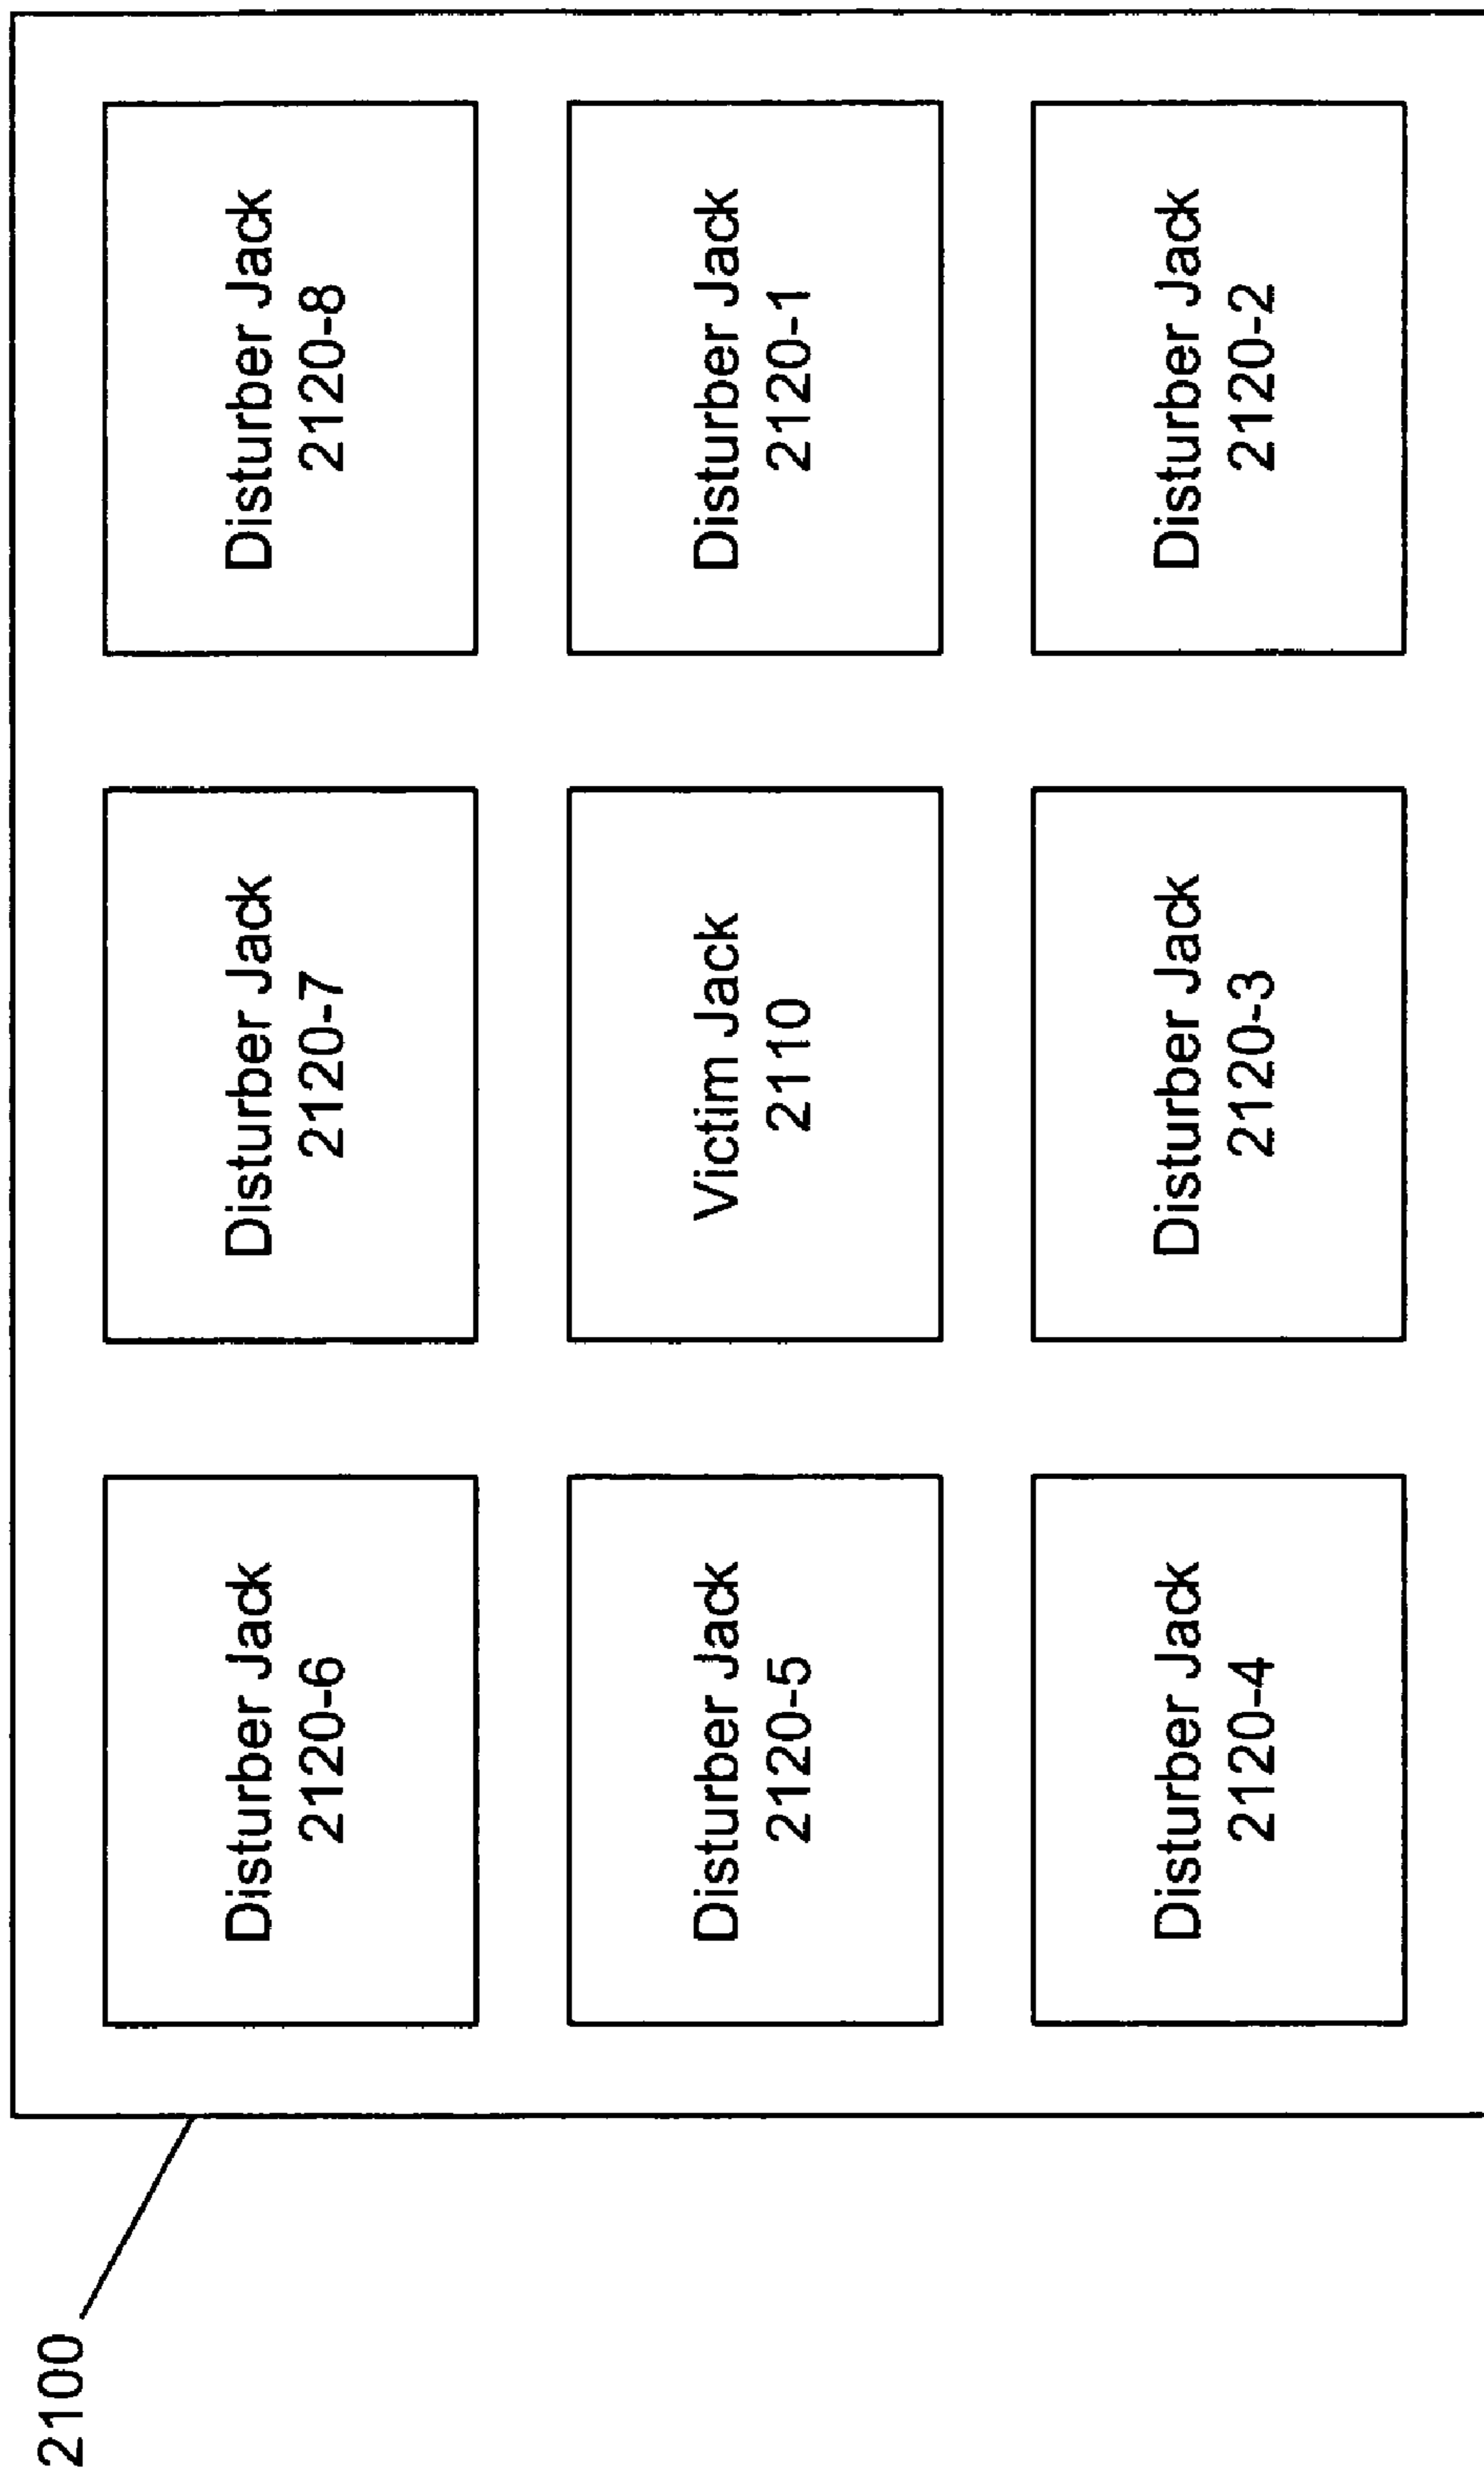 2100
Disturber Jack
2120-6
Disturber Jack
2120-7
Disturber Jack
2120-8
Disturber Jack
2120-5
Victim Jack
2110
Disturber Jack
2120-1
Disturber Jack
2120-4
Disturber Jack
2120-3
Disturber Jack
2120-2